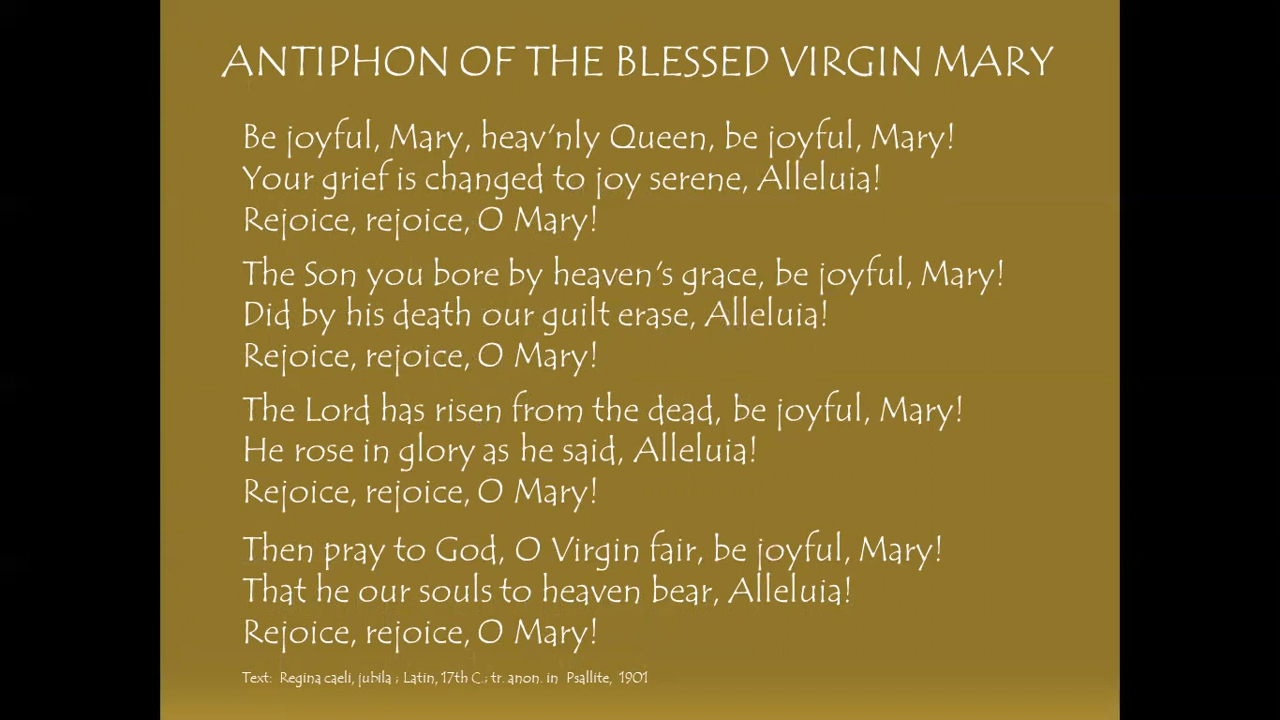 ANTIPHON OF THE BLESSED VIRGIN MARY
Be joyful, Mary, heav'nly Queen, be joyful, Mary!
Your grief is changed to joy serene, Alleluia!
Rejoice, rejoice, O Mary!
The Son you bore by heaven's grace, be joyful, Mary!
Did by his death our guilt erase, Alleluia!
Rejoice, rejoice, O Mary!
The Lord has risen from the dead, be joyful, Mary!
He rose in glory as he said, Alleluia!
Rejoice, rejoice, O Mary!
Then pray to God, O Virgin fair, be joyful, Mary!
That he our souls to heaven bear, Alleluia!
Rejoice, rejoice, O Mary!
Text: Regina caeli, jubila ; Latin, 17th C.; tr. anon. in Psallite, 1901